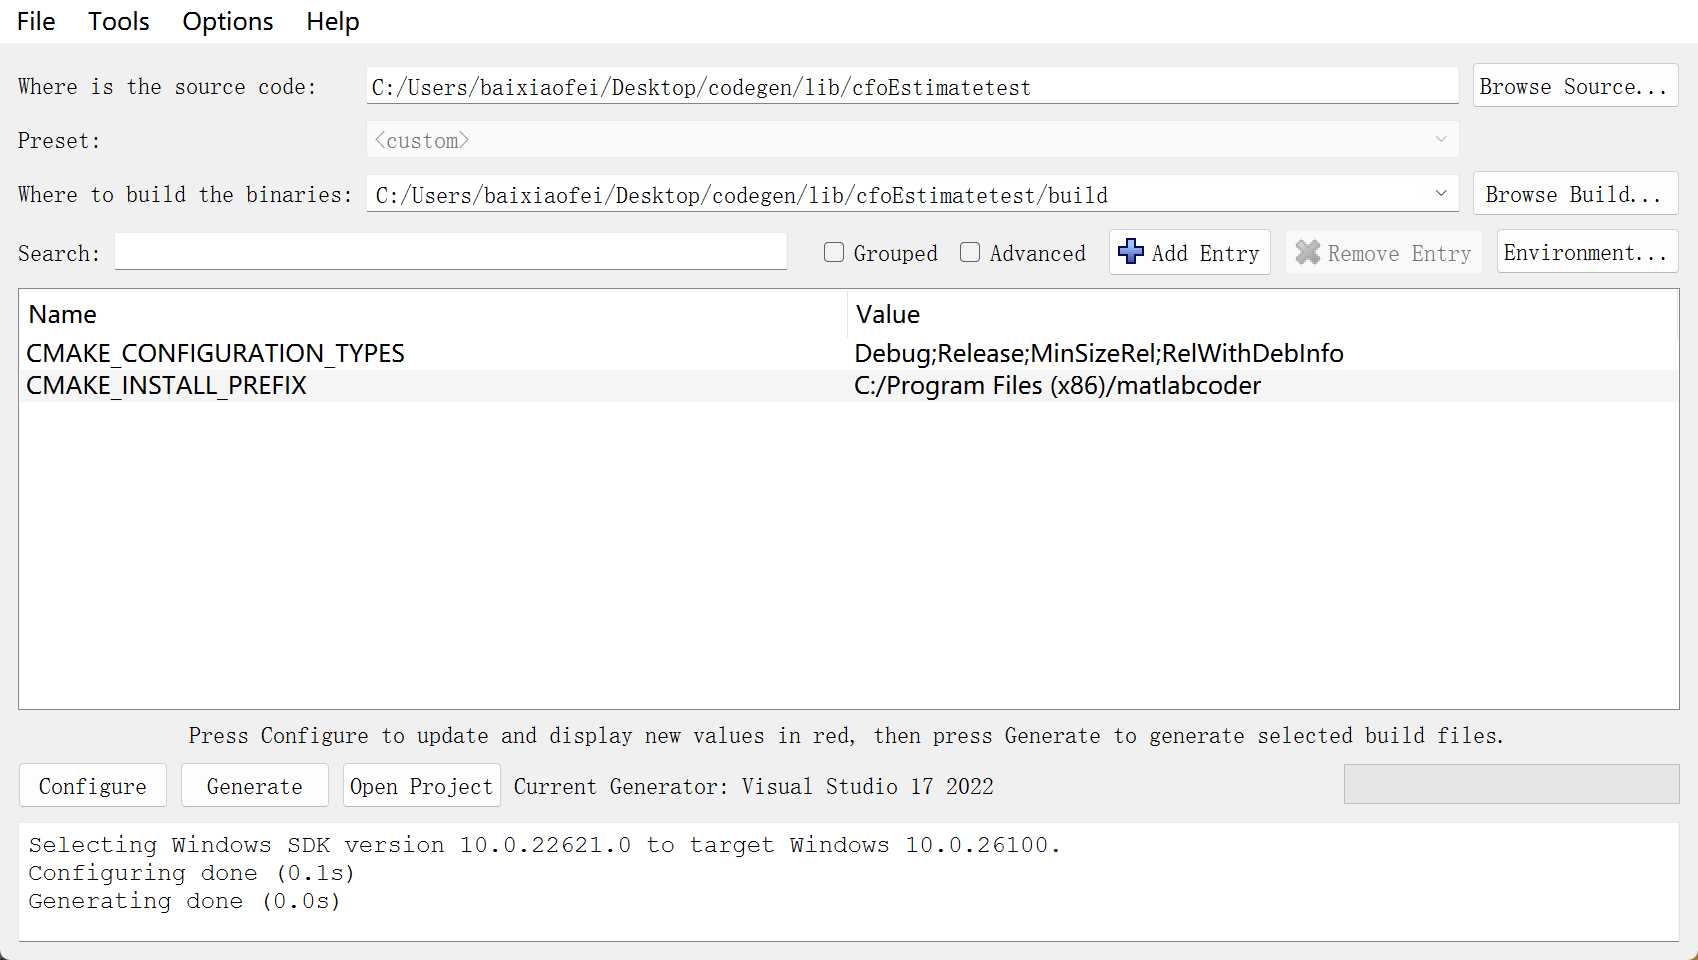 File Tools Options Help
Where is the source code: C:/Users/baixiaofei/Desktop/codegen/lib/cfoEstimatetest Browse Source...
Preset: <custom>
Where to build the binaries: C:/Users/baixiaofei/Desktop/codegen/lib/cfoEstimatetest/build Browse Build...
Search: Grouped Advanced Add Entry Remove Entry Environment...
Name Value
CMAKE_CONFIGURATION_TYPES Debug;Release;MinSizeRel;RelWithDebInfo
CMAKE_INSTALL_PREFIX C:/Program Files (x86)/matlabcoder
Press Configure to update and display new values in red, then press Generate to generate selected build files.
Configure Generate Open Project Current Generator: Visual Studio 17 2022
Selecting Windows SDK version 10.0.22621.0 to target Windows 10.0.26100.
Configuring done (0.1s)
Generating done (0.0s)